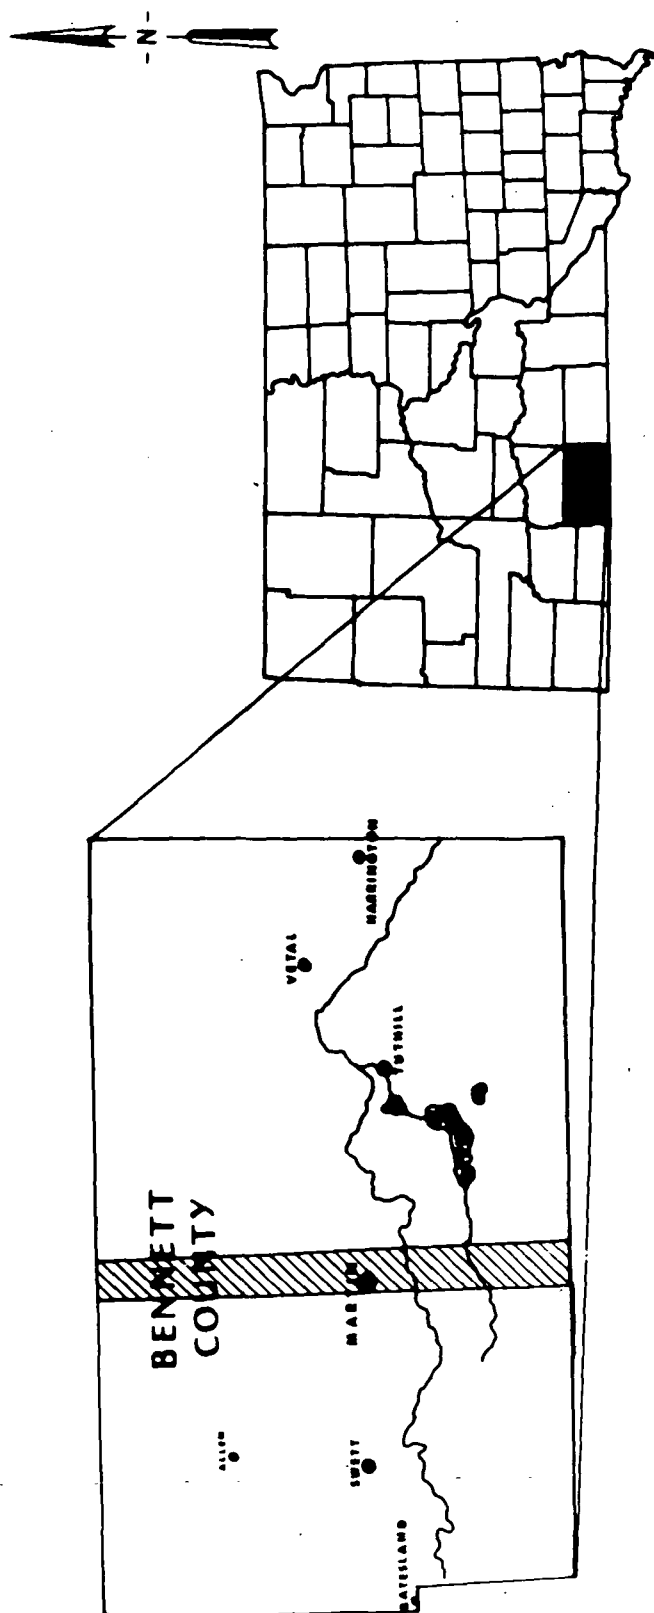 -N-
BENNETT
COUNTY
ALLEN
VETAL
HARRINGTON
TUTHILL
MARTIN
SWETT
BATESLAND